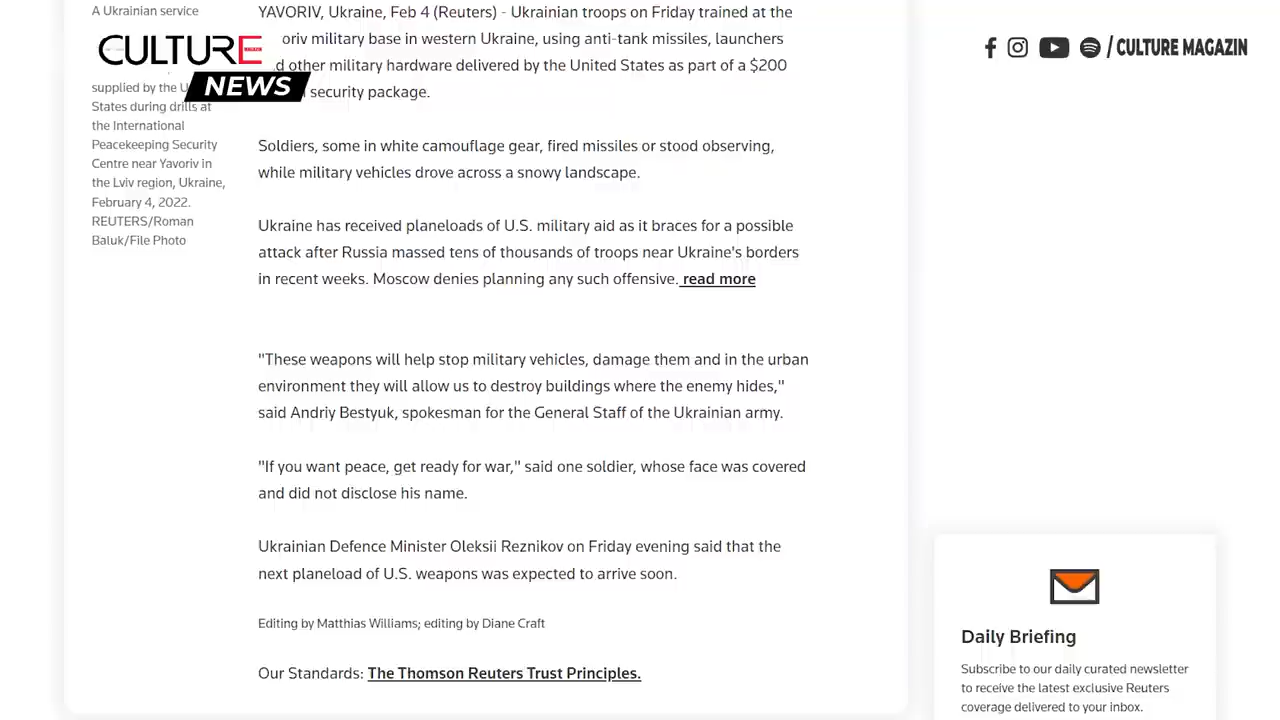 A Ukrainian service
supplied by the U
States during drills at
the International
Peacekeeping Security
Centre near Yavoriv in
the Lviv region, Ukraine,
February 4, 2022.
REUTERS/Roman
Baluk/File Photo
CULTURE
NEWS
/ CULTURE MAGAZIN
YAVORIV, Ukraine, Feb 4 (Reuters) - Ukrainian troops on Friday trained at the
oriv military base in western Ukraine, using anti-tank missiles, launchers
d other military hardware delivered by the United States as part of a $200
security package.
Soldiers, some in white camouflage gear, fired missiles or stood observing,
while military vehicles drove across a snowy landscape.
Ukraine has received planeloads of U.S. military aid as it braces for a possible
attack after Russia massed tens of thousands of troops near Ukraine's borders
in recent weeks. Moscow denies planning any such offensive. read more
"These weapons will help stop military vehicles, damage them and in the urban
environment they will allow us to destroy buildings where the enemy hides,"
said Andriy Bestyuk, spokesman for the General Staff of the Ukrainian army.
"If you want peace, get ready for war," said one soldier, whose face was covered
and did not disclose his name.
Ukrainian Defence Minister Oleksii Reznikov on Friday evening said that the
next planeload of U.S. weapons was expected to arrive soon.
Editing by Matthias Williams; editing by Diane Craft
Our Standards: The Thomson Reuters Trust Principles.
Daily Briefing
Subscribe to our daily curated newsletter
to receive the latest exclusive Reuters
coverage delivered to your inbox.